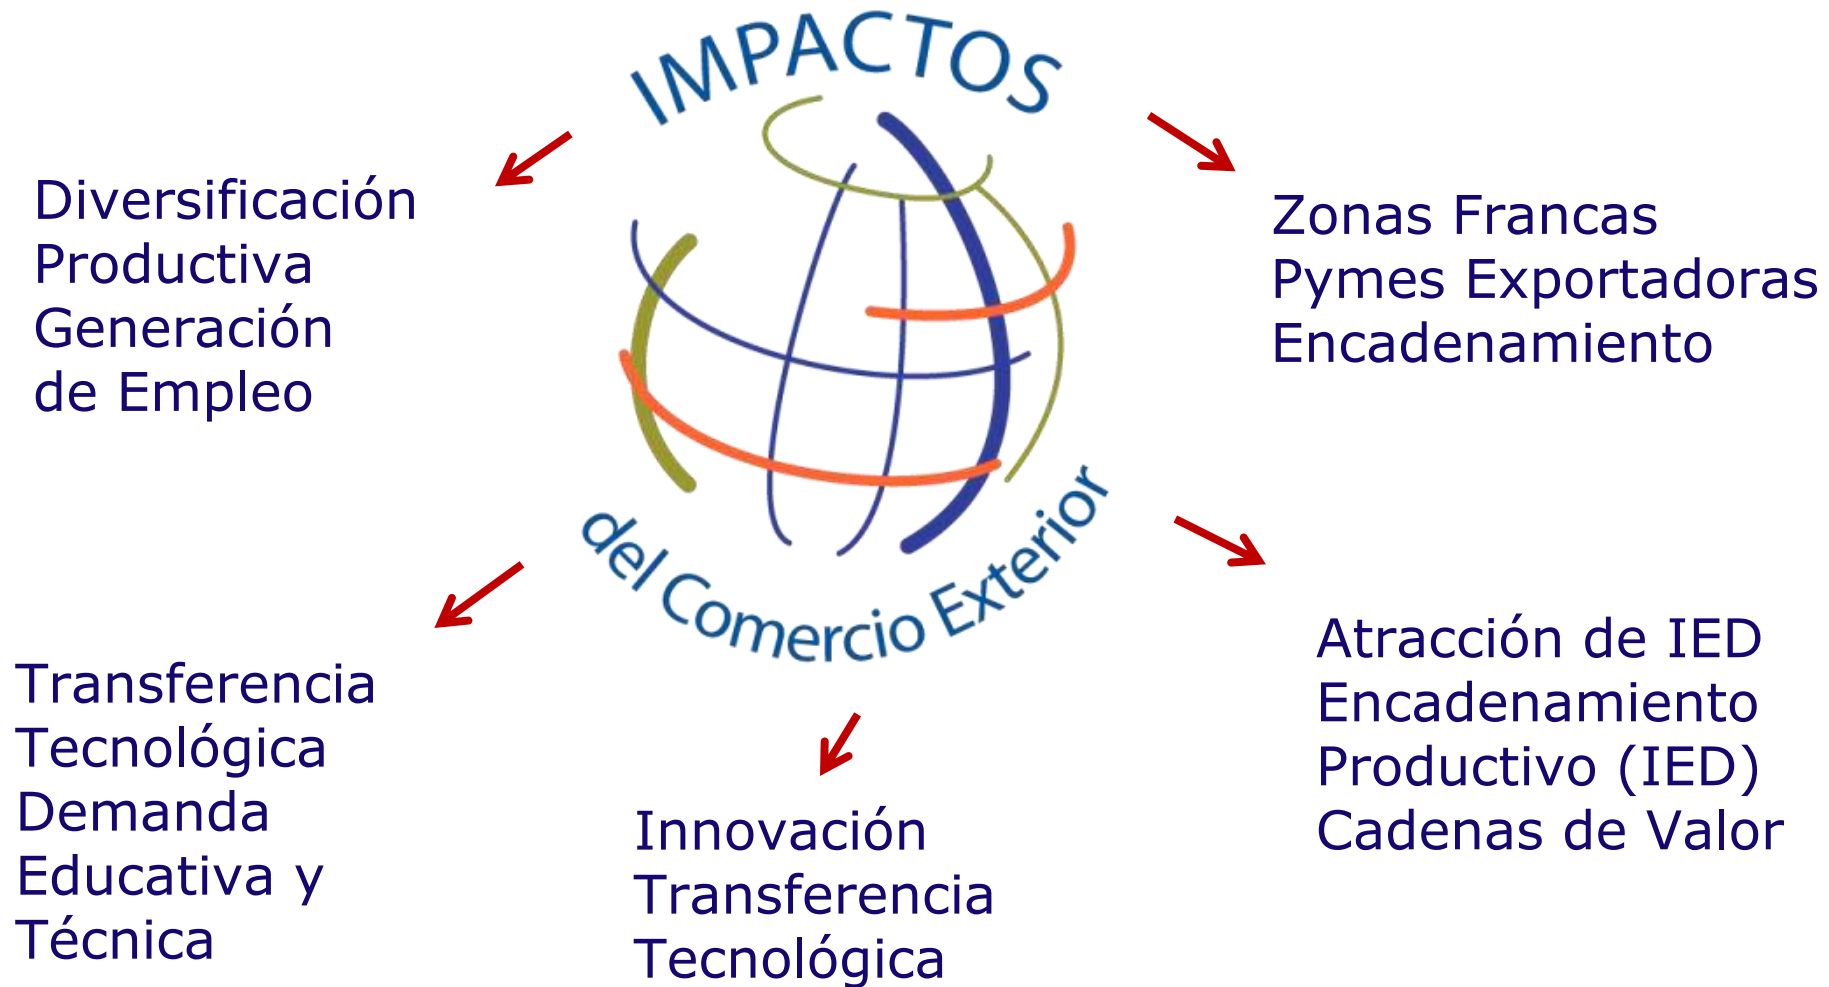 IMPACTOS
del Comercio Exterior
Diversificación
Productiva
Generación
de Empleo
Zonas Francas
Pymes Exportadoras
Encadenamiento
Transferencia
Tecnológica
Demanda
Educativa y
Técnica
Innovación
Transferencia
Tecnológica
Atracción de IED
Encadenamiento
Productivo (IED)
Cadenas de Valor